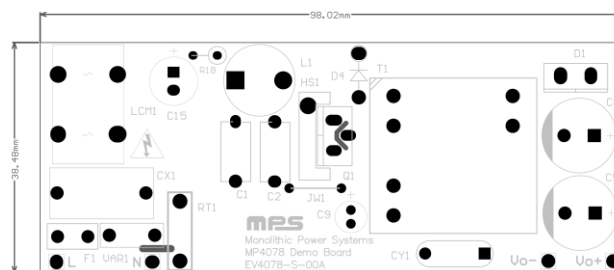 98.02mm
38.48mm
R18
L1
HS1
D4
T1
D1
LCM1
C15
CX1
C1
C2
JW1
Q1
RT1
C9
mps
Monolithic Power Systems
MP4078 Demo Board
EV4078-S-00A
CY1
L
F1
VAR1
N
Vo-
Vo+